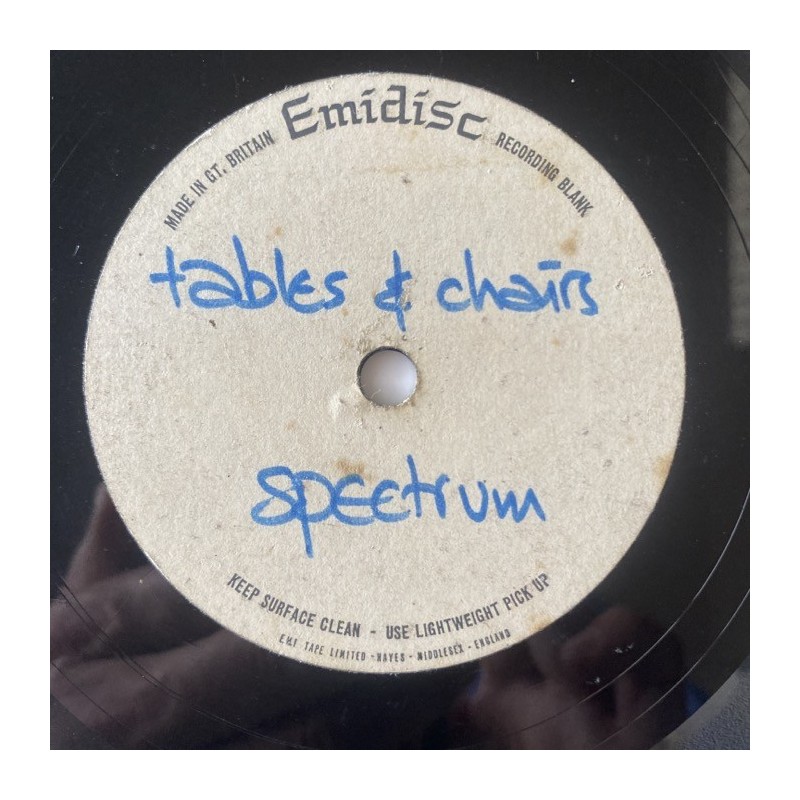 Emidisc
MADE IN GT. BRITAIN
RECORDING BLANK
tables & chairs
spectrum
KEEP SURFACE CLEAN - USE LIGHTWEIGHT PICK UP
EMI TAPE LIMITED - HAYES - MIDDLESEX - ENGLAND